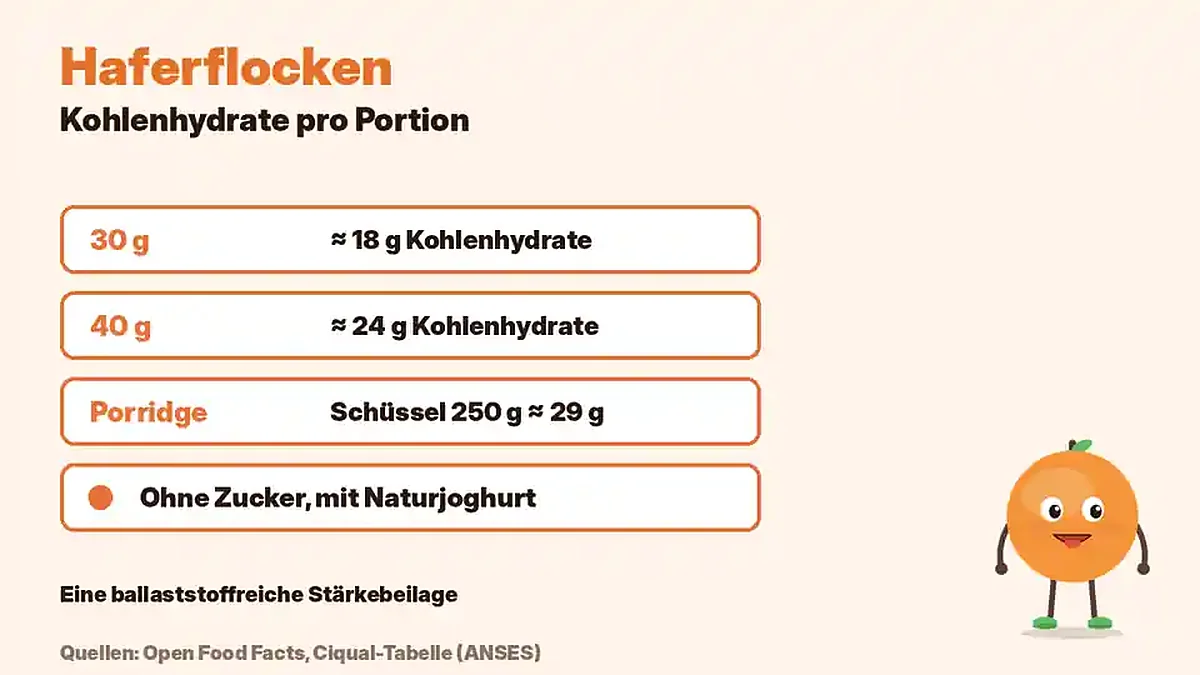 Haferflocken
Kohlenhydrate pro Portion
30 g ≈ 18 g Kohlenhydrate
40 g ≈ 24 g Kohlenhydrate
Porridge Schüssel 250 g ≈ 29 g
Ohne Zucker, mit Naturjoghurt
Eine ballaststoffreiche Stärkebeilage
Quellen: Open Food Facts, Ciqual-Tabelle (ANSES)